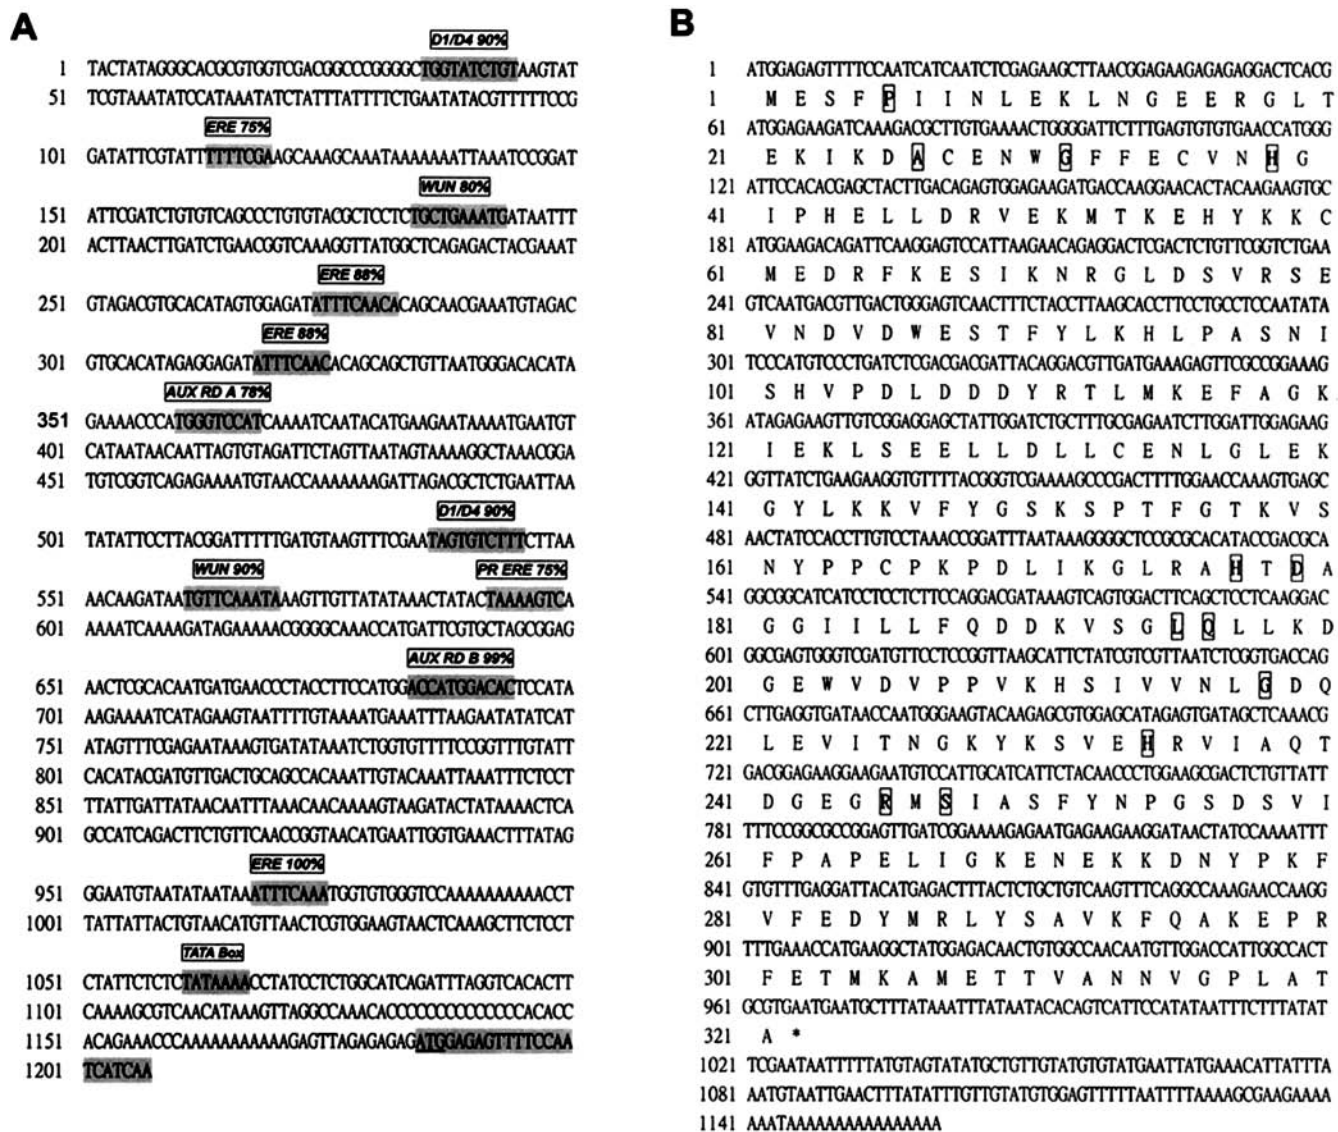 A
D1/D4 90%
1 TACTATAGGGCACGCGTGGTCGACGGCCCGGGGCTGGTATCTGTAAGTAT
51 TCGTAAATATCCATAAATATCTATTTATTTTCTGAATATACGTTTTTCCG
ERE 75%
101 GATATTCGTATTTTTTCGAAGCAAAGCAAATAAAAAAATTAAATCCGGAT
WUN 80%
151 ATTCGATCTGTGTCAGCCCTGTGTACGCTCCTCTGCTGAAATGATAATTT
201 ACTTAACTTGATCTGAACGGTCAAAGGTTATGGCTCAGAGACTACGAAAT
ERE 88%
251 GTAGACGTGCACATAGTGGAGATATTTCAACACAGCAACGAAATGTAGAC
ERE 88%
301 GTGCACATAGAGGAGATATTTCAACACAGCAGCTGTTAATGGGACACATA
AUX RD A 78%
351 GAAAACCCATGGGTCCATCAAAATCAATACATGAAGAATAAAATGAATGT
401 CATAATAACAATTAGTGTAGATTCTAGTTAATAGTAAAAGGCTAAACGGA
451 TGTCGGTCAGAGAAAATGTAACCAAAAAAAGATTAGACGCTCTGAATTAA
D1/D4 90%
501 TATATTCCTTACGGATTTTTGATGTAAGTTTCGAATAGTGTCTTTCTTAA
WUN 90%
PR ERE 75%
551 AACAAGATAATGTTCAAATAAAGTTGTTATATAAACTATACTAAAAGTCA
601 AAAATCAAAAGATAGAAAAACGGGGCAAACCATGATTCGTGCTAGCGGAG
AUX RD B 99%
651 AACTCGCACAATGATGAACCCTACCTTCCATGGACCATGGACACTCCATA
701 AAGAAAATCATAGAAGTAATTTTGTAAAATGAAATTTAAGAATATATCAT
751 ATAGTTTCGAGAATAAAGTGATATAAATCTGGTGTTTTCCGGTTTGTATT
801 CACATACGATGTTGACTGCAGCCACAAATTGTACAAATTAAATTTCTCCT
851 TTATTGATTATAACAATTTAAACAACAAAAGTAAGATACTATAAAACTCA
901 GCCATCAGACTTCTGTTCAACCGGTAACATGAATTGGTGAAACTTTATAG
ERE 100%
951 GGAATGTAATATAATAAATTTCAAATGGTGTGGGTCCAAAAAAAAAACCT
1001 TATTATTACTGTAACATGTTAACTCGTGGAAGTAACTCAAAGCTTCTCCT
TATA Box
1051 CTATTCTCTCTATAAAACCTATCCTCTGGCATCAGATTTAGGTCACACTT
1101 CAAAAGCGTCAACATAAAGTTAGGCCAAACACCCCCCCCCCCCCCCACACC
1151 ACAGAAACCCAAAAAAAAAAAGAGTTAGAGAGAGATGGAGAGTTTTCCAA
1201 TCATCAA
B
1 ATGGAGAGTTTTCCAATCATCAATCTCGAGAAGCTTAACGGAGAAGAGAGAGGACTCACG
1 M E S F P I I N L E K L N G E E R G L T
61 ATGGAGAAGATCAAAGACGCTTGTGAAAACTGGGGATTCTTTGAGTGTGTGAACCATGGG
21 E K I K D A C E N W G F F E C V N H G
121 ATTCCACACGAGCTACTTGACAGAGTGGAGAAGATGACCAAGGAACACTACAAGAAGTGC
41 I P H E L L D R V E K M T K E H Y K K C
181 ATGGAAGACAGATTCAAGGAGTCCATTAAGAACAGAGGACTCGACTCTGTTCGGTCTGAA
61 M E D R F K E S I K N R G L D S V R S E
241 GTCAATGACGTTGACTGGGAGTCAACTTTCTACCTTAAGCACCTTCCTGCCTCCAATATA
81 V N D V D W E S T F Y L K H L P A S N I
301 TCCCATGTCCCTGATCTCGACGACGATTACAGGACGTTGATGAAAGAGTTCGCCGGAAAG
101 S H V P D L D D D Y R T L M K E F A G K
361 ATAGAGAAGTTGTCGGAGGAGCTATTGGATCTGCTTTGCGAGAATCTTGGATTGGAGAAG
121 I E K L S E E L L D L L C E N L G L E K
421 GGTTATCTGAAGAAGGTGTTTTACGGGTCGAAAAGCCCGACTTTTGGAACCAAAGTGAGC
141 G Y L K K V F Y G S K S P T F G T K V S
481 AACTATCCACCTTGTCCTAAACCGGATTTAATAAAGGGGCTCCGCGCACATACCGACGCA
161 N Y P P C P K P D L I K G L R A H T D A
541 GGCGGCATCATCCTCCTCTTCCAGGACGATAAAGTCAGTGGACTTCAGCTCCTCAAGGAC
181 G G I I L L F Q D D K V S G L Q L L K D
601 GGCGAGTGGGTCGATGTTCCTCCGGTTAAGCATTCTATCGTCGTTAATCTCGGTGACCAG
201 G E W V D V P P V K H S I V V N L G D Q
661 CTTGAGGTGATAACCAATGGGAAGTACAAGAGCGTGGAGCATAGAGTGATAGCTCAAACG
221 L E V I T N G K Y K S V E H R V I A Q T
721 GACGGAGAAGGAAGAATGTCCATTGCATCATTCTACAACCCTGGAAGCGACTCTGTTATT
241 D G E G R M S I A S F Y N P G S D S V I
781 TTTCCGGCGCCGGAGTTGATCGGAAAAGAGAATGAGAAGAAGGATAACTATCCAAAATTT
261 F P A P E L I G K E N E K K D N Y P K F
841 GTGTTTGAGGATTACATGAGACTTTACTCTGCTGTCAAGTTTCAGGCCAAAGAACCAAGG
281 V F E D Y M R L Y S A V K F Q A K E P R
901 TTTGAAACCATGAAGGCTATGGAGACAACTGTGGCCAACAATGTTGGACCATTGGCCACT
301 F E T M K A M E T T V A N N V G P L A T
961 GCGTGAATGAATGCTTTATAAATTTATAATACACAGTCATTCCATATAATTTCTTTATAT
321 A *
1021 TCGAATAATTTTTATGTAGTATATGCTGTTGTATGTGTATGAATTATGAAACATTATTTA
1081 AATGTAATTGAACTTTATATTTGTTGTATGTGGAGTTTTTAATTTTAAAAGCGAAGAAAA
1141 AAATAAAAAAAAAAAAAAAA